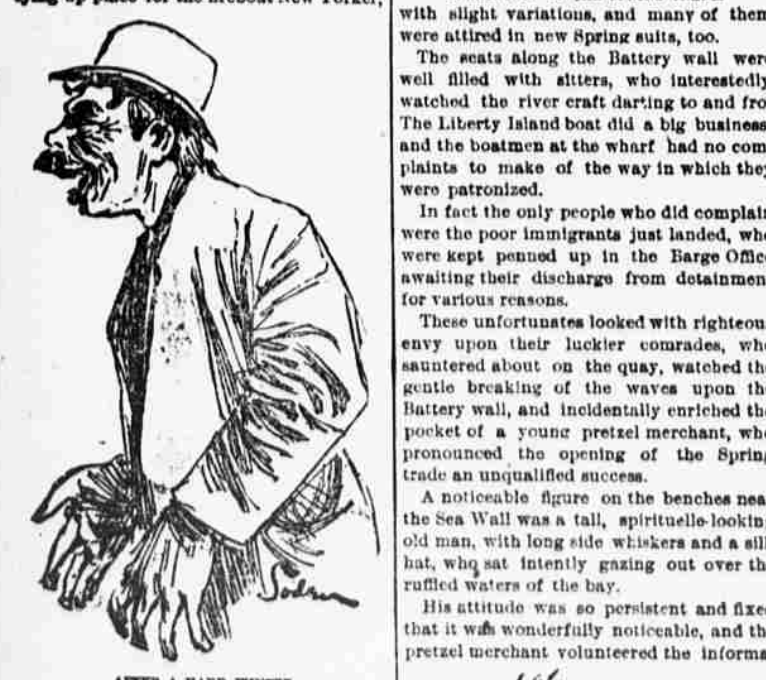 with slight variations, and many of them
were attired in new Spring suits, too.
The seats along the Battery wall were
well filled with sitters, who interestedly
watched the river craft darting to and fro.
The Liberty Island boat did a big business
and the boatmen at the wharf had no com-
plaints to make of the way in which they
were patronized.
In fact the only people who did complain
were the poor immigrants just landed, who
were kept penned up in the Barge Office
awaiting their discharge from detainmen
for various reasons.
These unfortunates looked with righteou
envy upon their luckier comrades, who
sauntered about on the quay, watched the
gentle breaking of the waves upon the
Battery wall, and incidentally enriched the
pocket of a young pretzel merchant, who
pronounced the opening of the Spring
trade an unqualified success.
A noticeable figure on the benches near
the Sea Wall was a tall, spirituelle-looking
old man, with long side whiskers and a silk
hat, who sat intently gazing out over the
ruffled waters of the bay.
His attitude was so persistent and fixed
that it was wonderfully noticeable, and the
pretzel merchant volunteered the informa